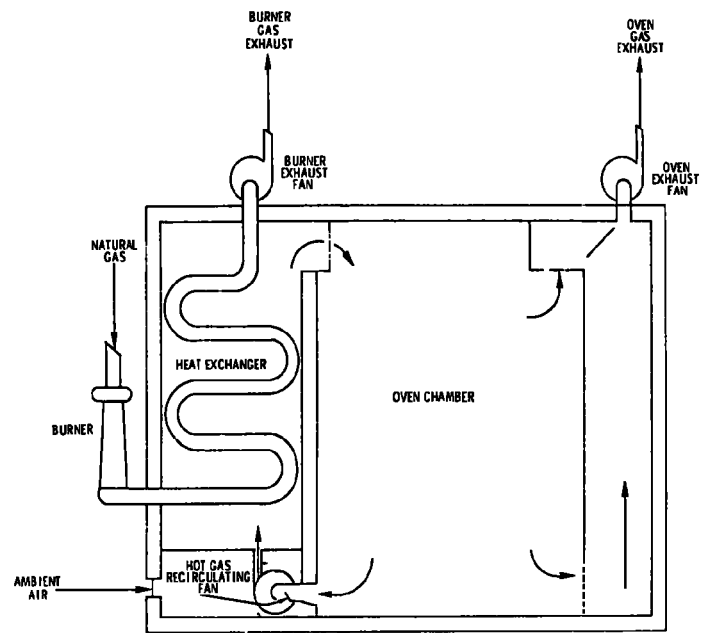 BURNER
GAS
EXHAUST
OVEN
GAS
EXHAUST
BURNER
EXHAUST
FAN
OVEN
EXHAUST
FAN
NATURAL
GAS
HEAT EXCHANGER
OVEN CHAMBER
BURNER
HOT GAS
RECIRCULATING
FAN
AMBIENT
AIR